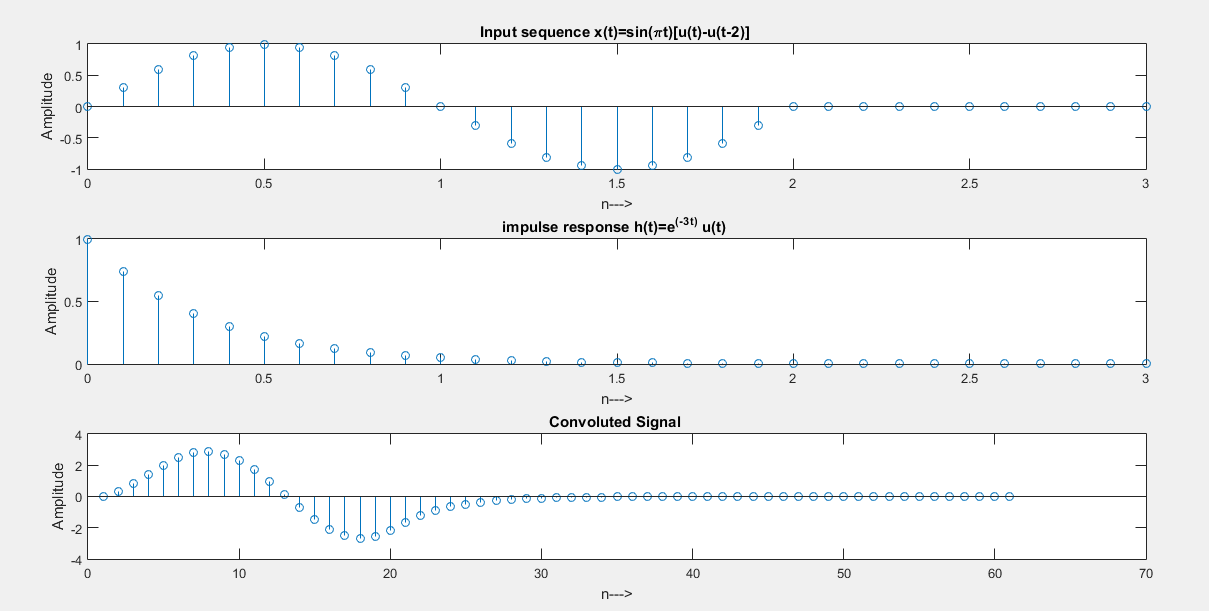 Input sequence x(t)=sin(πt)[u(t)-u(t-2)]
Amplitude
1
0.5
0
-0.5
-1
0 0.5 1 1.5 2 2.5 3
n--->
impulse response h(t)=e^(-3t) u(t)
Amplitude
1
0.5
0
0 0.5 1 1.5 2 2.5 3
n--->
Convoluted Signal
Amplitude
4
2
0
-2
-4
0 10 20 30 40 50 60 70
n--->